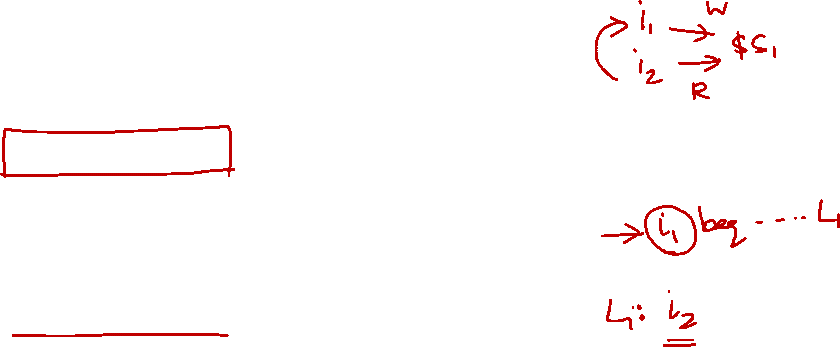 W
i₁ → $S₁
i₂ →
R
→ i₁ beq ..... L₁
L₁: i₂